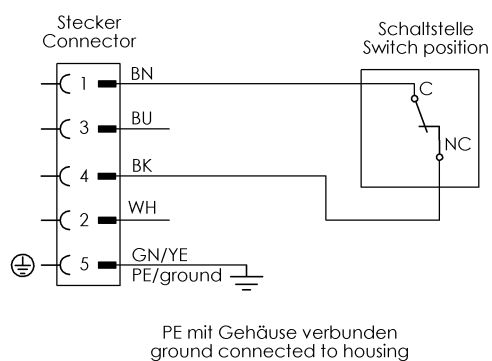 Stecker
Connector
Schaltstelle
Switch position
1 BN
C
3 BU
NC
4 BK
2 WH
5 GN/YE
PE/ground
PE mit Gehäuse verbunden
ground connected to housing